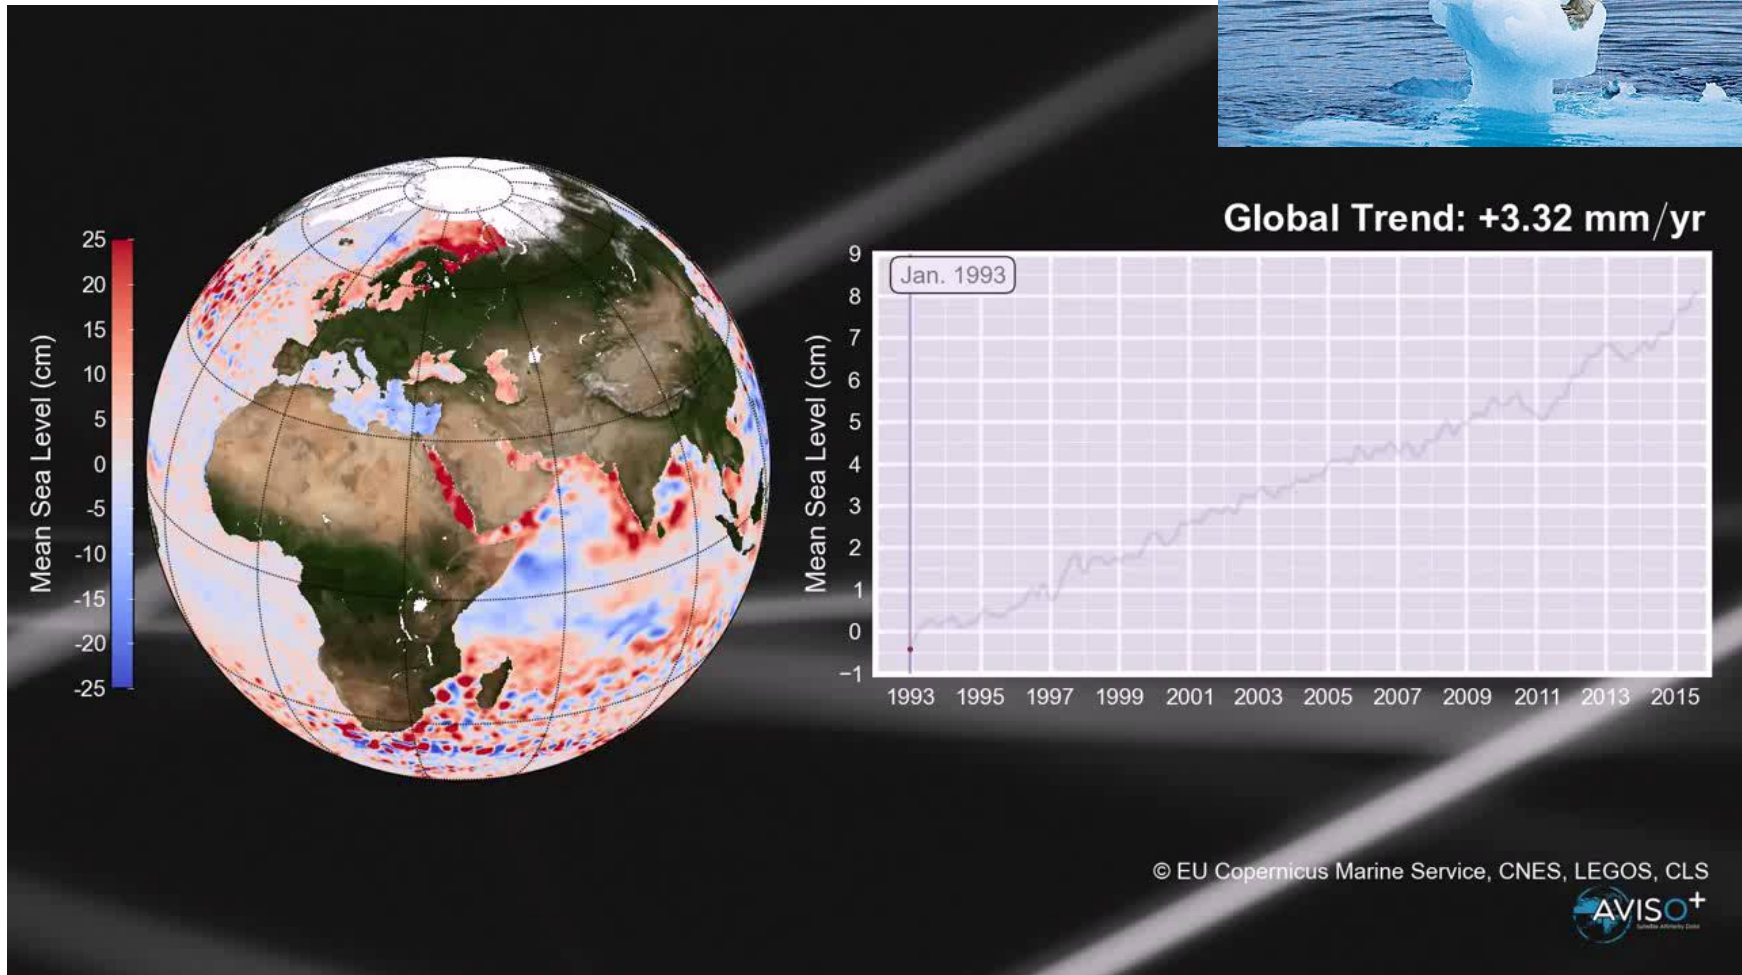 Global Trend: +3.32 mm/yr
Mean Sea Level (cm)
25
20
15
10
5
0
-5
-10
-15
-20
-25
Mean Sea Level (cm)
9
8
7
6
5
4
3
2
1
0
−1
Jan. 1993
1993 1995 1997 1999 2001 2003 2005 2007 2009 2011 2013 2015
© EU Copernicus Marine Service, CNES, LEGOS, CLS
AVISO+
Satellite Altimetry Data